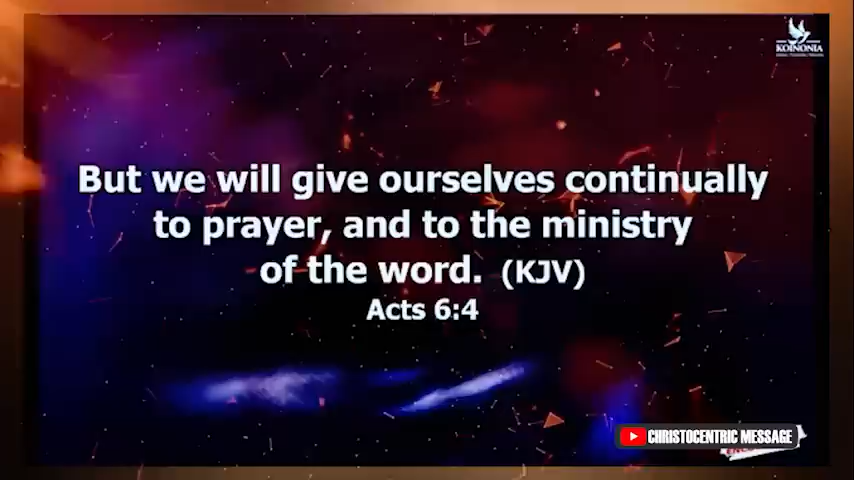 KOINONIA
But we will give ourselves continually
to prayer, and to the ministry
of the word. (KJV)
Acts 6:4
CHRISTOCENTRIC MESSAGE